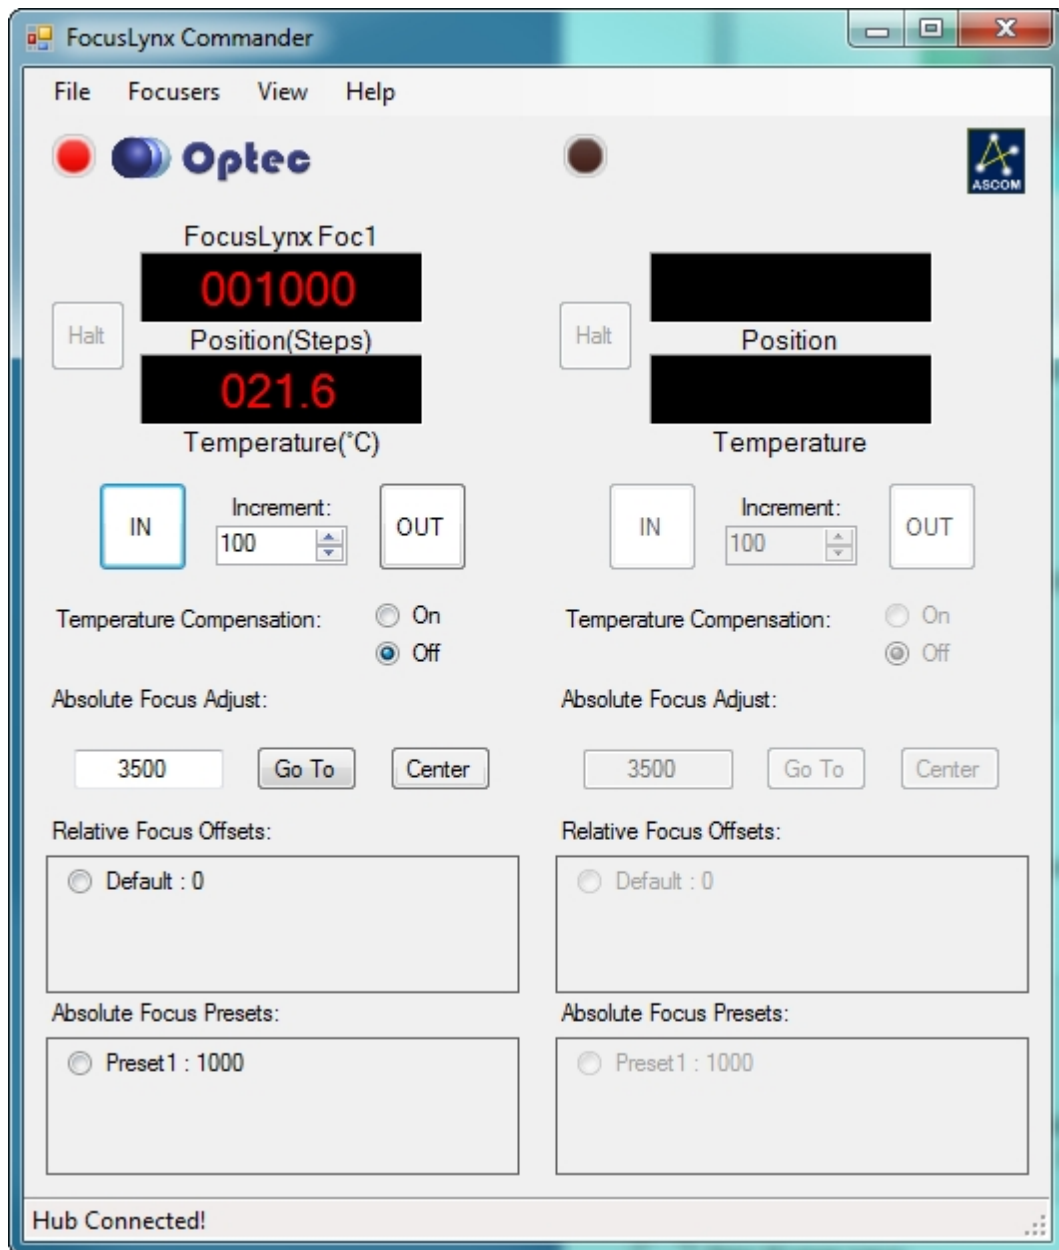 FocusLynx Commander
File Focusers View Help
Optec
ASCOM
FocusLynx Foc1
001000
Halt
Position(Steps)
021.6
Temperature(°C)
IN
Increment:
100
OUT
Temperature Compensation:
On
Off
Absolute Focus Adjust:
3500 Go To Center
Relative Focus Offsets:
Default : 0
Absolute Focus Presets:
Preset1 : 1000
Halt
Position
Temperature
IN
Increment:
100
OUT
Temperature Compensation:
On
Off
Absolute Focus Adjust:
3500 Go To Center
Relative Focus Offsets:
Default : 0
Absolute Focus Presets:
Preset1 : 1000
Hub Connected!